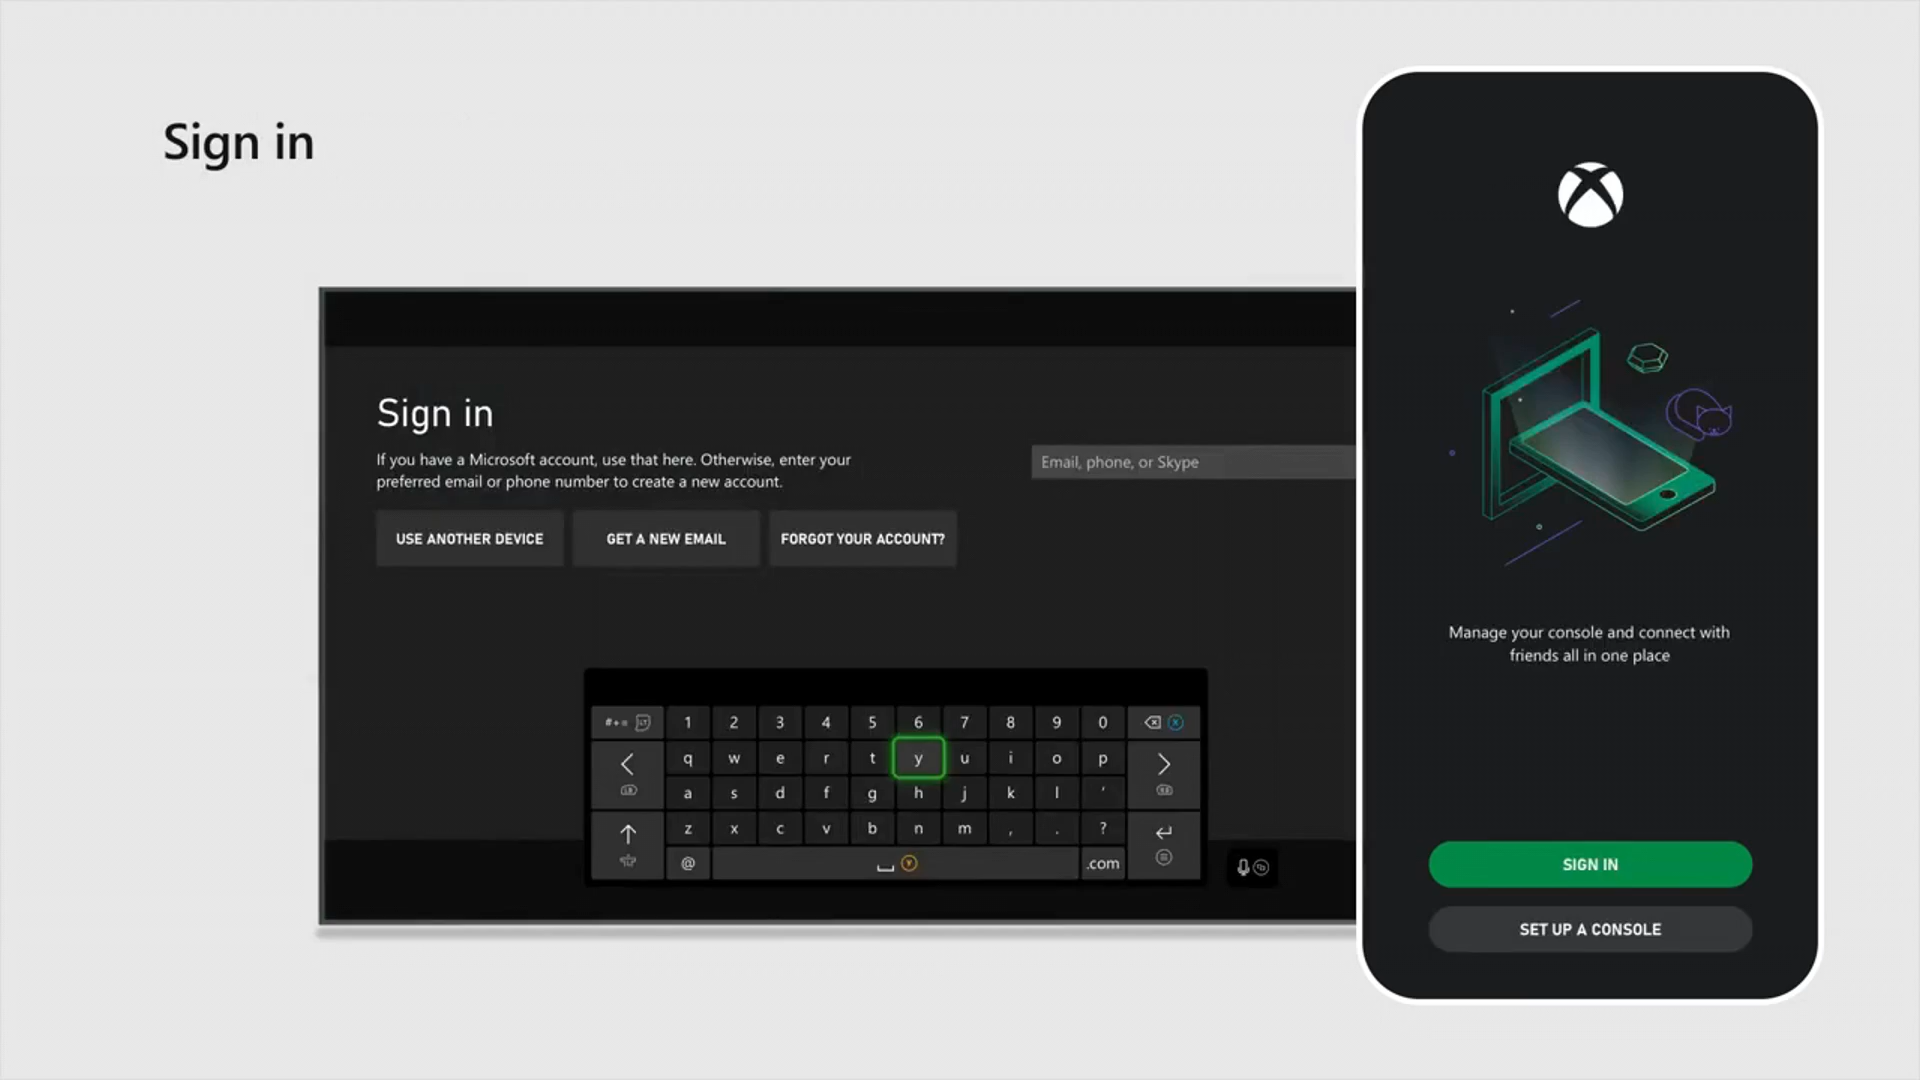 Sign in
Sign in
If you have a Microsoft account, use that here. Otherwise, enter your
preferred email or phone number to create a new account.
Email, phone, or Skype
USE ANOTHER DEVICE
GET A NEW EMAIL
FORGOT YOUR ACCOUNT?
#+= LT 1 2 3 4 5 6 7 8 9 0 X
q w e r t y u i o p
LB RB
a s d f g h j k l '
z x c v b n m , . ?
@ Y .com
Manage your console and connect with
friends all in one place
SIGN IN
SET UP A CONSOLE